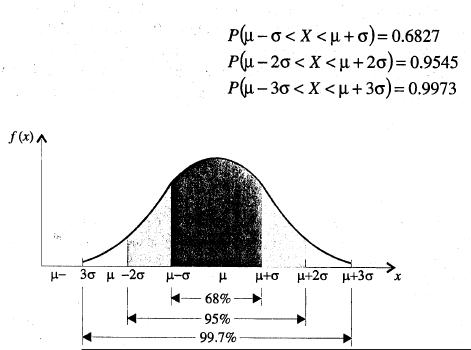 P(μ – σ < X < μ + σ) = 0.6827
P(μ – 2σ < X < μ + 2σ) = 0.9545
P(μ – 3σ < X < μ + 3σ) = 0.9973
f(x)
μ– 3σ μ –2σ μ–σ μ μ+σ μ+2σ μ+3σ x
68%
95%
99.7%